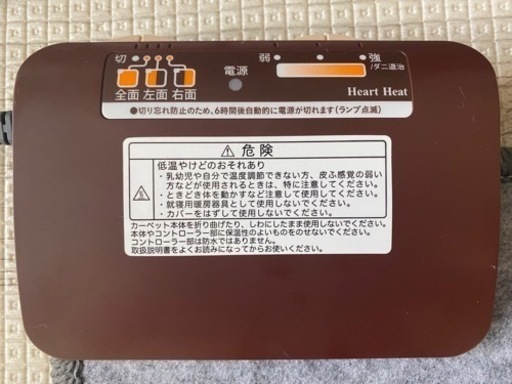 切
弱
強
/ダニ退治
全面 左面 右面
電源
Heart Heat
●切り忘れ防止のため、6時間後自動的に電源が切れます(ランプ点滅)
危険
低温やけどのおそれあり
・乳幼児や自分で温度調節できない方、皮ふ感覚の弱い
方などが使用されるときは、特に注意してください。
・ときどき体を動かすなど注意して使用してください。
・就寝用暖房器具として使用しないでください。
・カバーをはずして使用しないでください。
カーペット本体を折り曲げたり、しわにしたまま使用しないでください。
本体やコントローラー部に保温性のよいものをのせないでください。
コントローラー部は防水ではありません。
取扱説明書をよくお読みになってからお使いください。